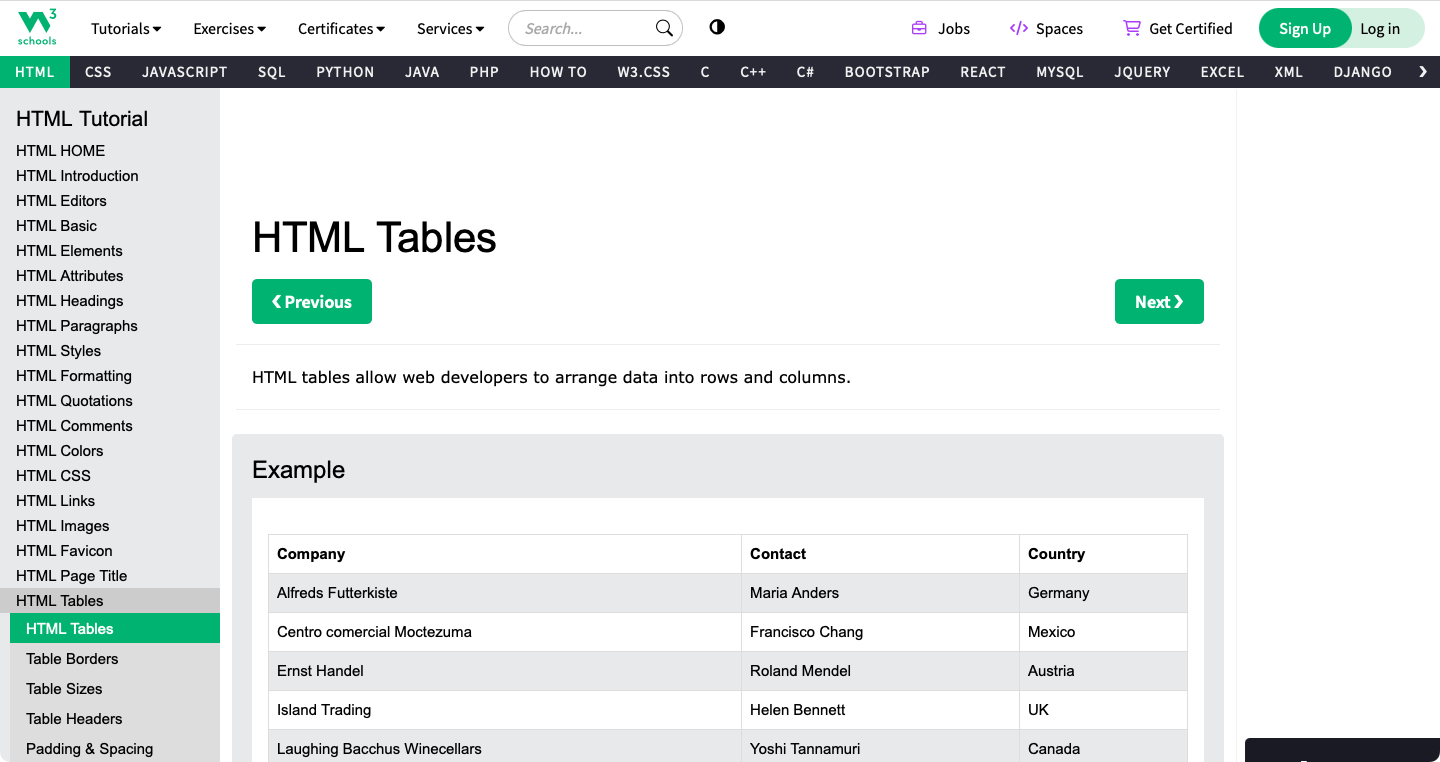 W3 schools Tutorials Exercises Certificates Services Search... Jobs Spaces Get Certified Sign Up Log in
HTML CSS JAVASCRIPT SQL PYTHON JAVA PHP HOW TO W3.CSS C C++ C# BOOTSTRAP REACT MYSQL JQUERY EXCEL XML DJANGO ❯
HTML Tutorial
HTML HOME
HTML Introduction
HTML Editors
HTML Basic
HTML Elements
HTML Attributes
HTML Headings
HTML Paragraphs
HTML Styles
HTML Formatting
HTML Quotations
HTML Comments
HTML Colors
HTML CSS
HTML Links
HTML Images
HTML Favicon
HTML Page Title
HTML Tables
HTML Tables
Table Borders
Table Sizes
Table Headers
Padding & Spacing
HTML Tables
❮ Previous Next ❯
HTML tables allow web developers to arrange data into rows and columns.
Example
Company Contact Country
Alfreds Futterkiste Maria Anders Germany
Centro comercial Moctezuma Francisco Chang Mexico
Ernst Handel Roland Mendel Austria
Island Trading Helen Bennett UK
Laughing Bacchus Winecellars Yoshi Tannamuri Canada